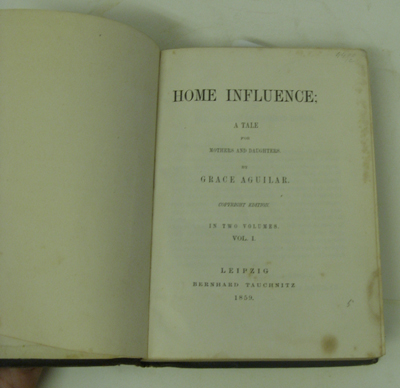 HOME INFLUENCE;
A TALE
FOR
MOTHERS AND DAUGHTERS
BY
GRACE AGUILAR.
COPYRIGHT EDITION.
IN TWO VOLUMES.
VOL. I.
LEIPZIG
BERNHARD TAUCHNITZ